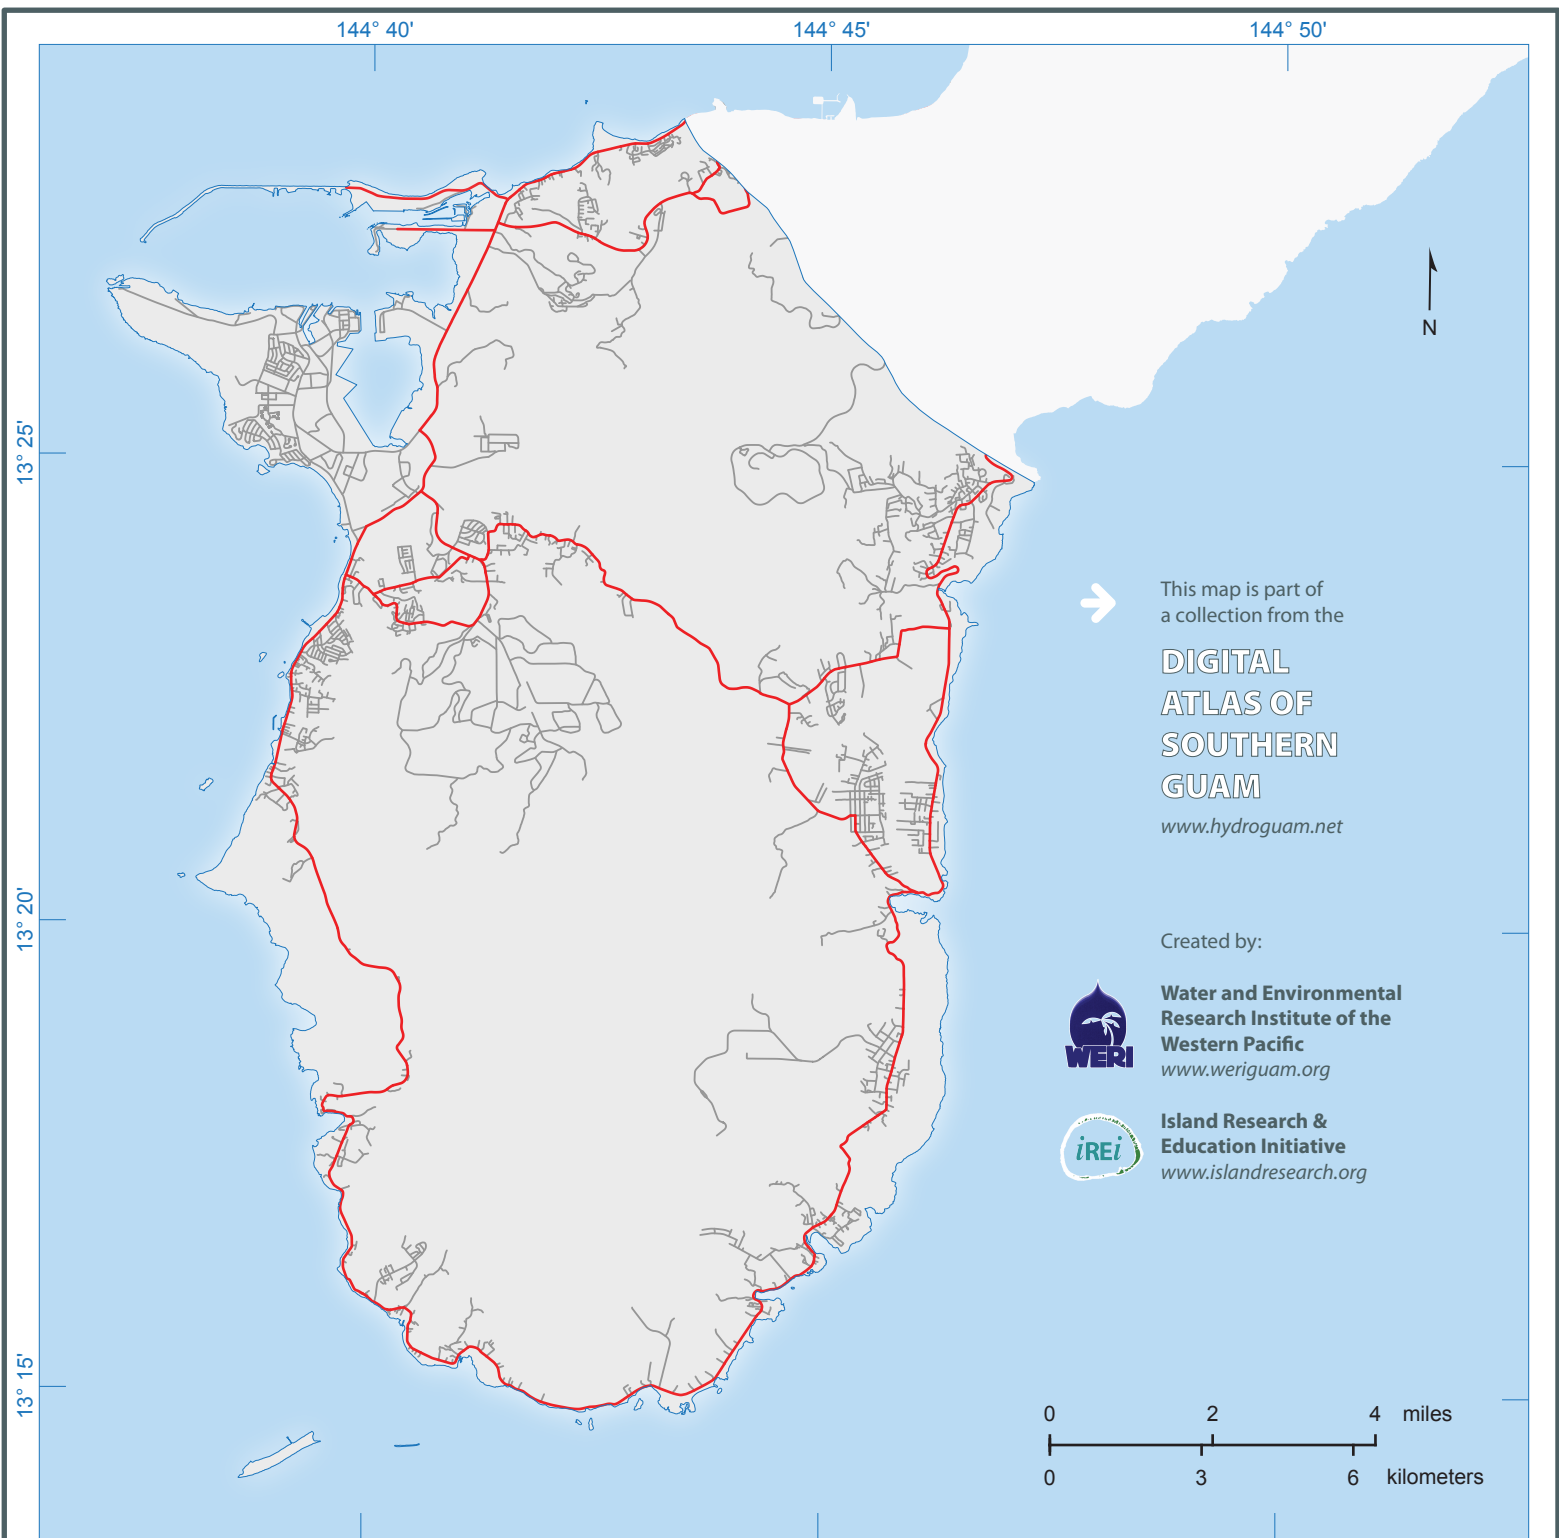 144° 40'
144° 45'
144° 50'
13° 25'
13° 20'
13° 15'
N
This map is part of
a collection from the
DIGITAL
ATLAS OF
SOUTHERN
GUAM
www.hydroguam.net
Created by:
WERI
Water and Environmental
Research Institute of the
Western Pacific
www.weriguam.org
iREi
Island Research &
Education Initiative
www.islandresearch.org
0 2 4 miles
0 3 6 kilometers